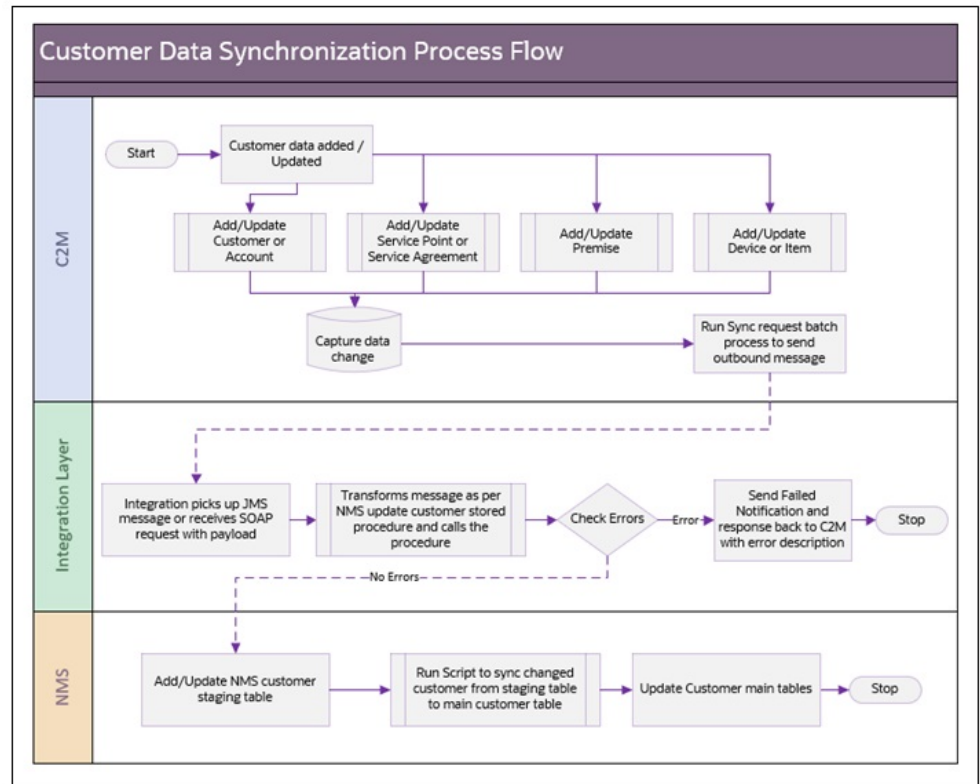 Customer Data Synchronization Process Flow
C2M
Start
Customer data added /
Updated
Add/Update
Customer or
Account
Add/Update
Service Point or
Service Agreement
Add/Update
Premise
Add/Update
Device or Item
Capture data
change
Run Sync request batch
process to send
outbound message
Integration Layer
Integration picks up JMS
message or receives SOAP
request with payload
Transforms message as per
NMS update customer stored
procedure and calls the
procedure
Check Errors
Error
Send Failed
Notification and
response back to C2M
with error description
Stop
No Errors
NMS
Add/Update NMS customer
staging table
Run Script to sync changed
customer from staging table
to main customer table
Update Customer main tables
Stop